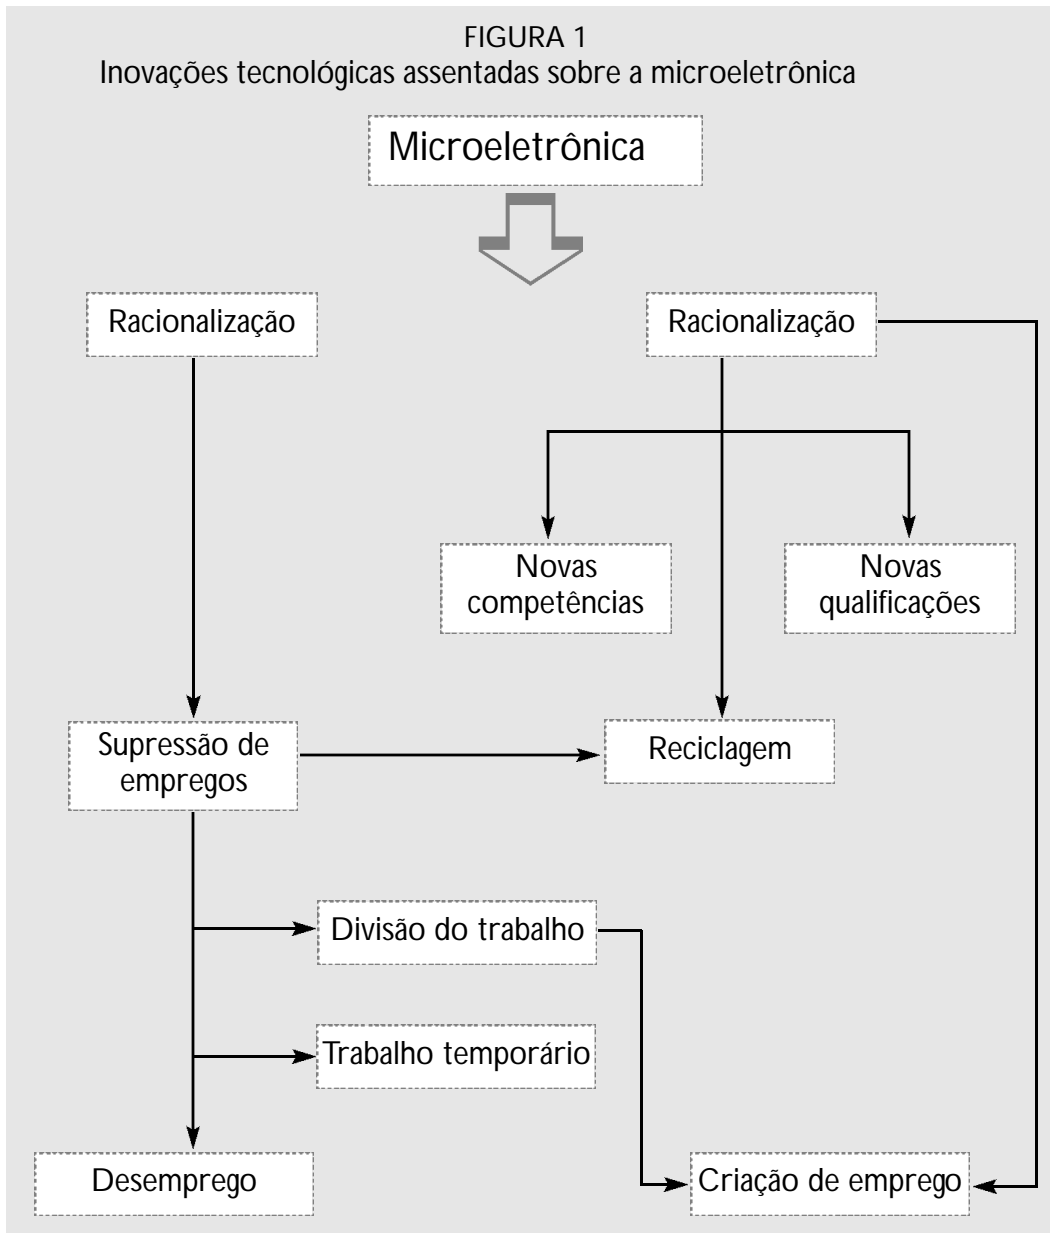 FIGURA 1
Inovações tecnológicas assentadas sobre a microeletrônica
Microeletrônica
Racionalização
Racionalização
Novas
competências
Novas
qualificações
Supressão de
empregos
Reciclagem
Divisão do trabalho
Trabalho temporário
Desemprego
Criação de emprego